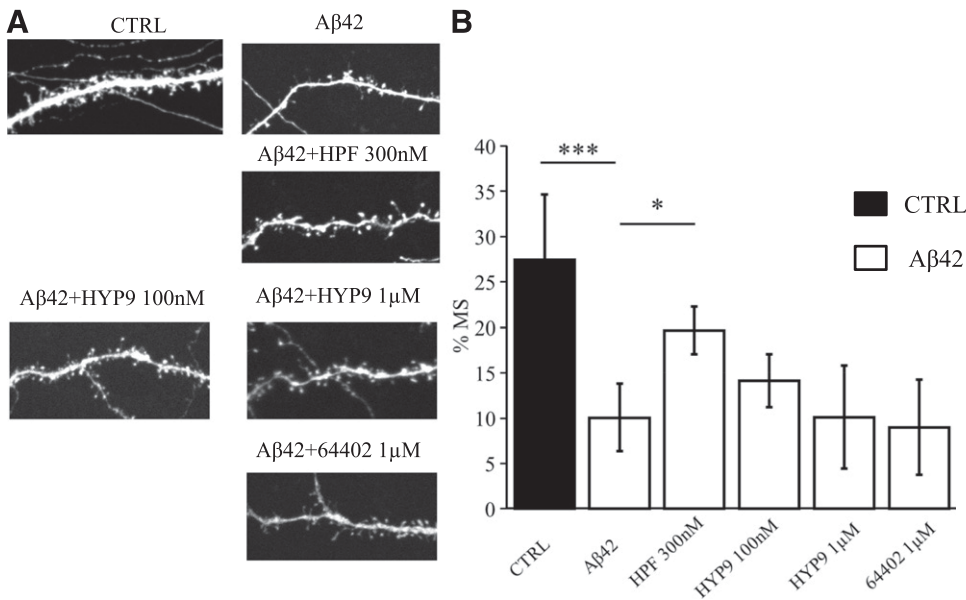 A
CTRL
Aβ42
Aβ42+HPF 300nM
Aβ42+HYP9 100nM
Aβ42+HYP9 1µM
Aβ42+64402 1µM
B
% MS
40
35
30
25
20
15
10
5
0
***
*
CTRL
Aβ42
CTRL
Aβ42
HPF 300nM
HYP9 100nM
HYP9 1µM
64402 1µM